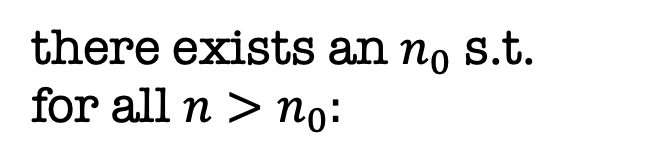 there exists an n₀ s.t.
for all n > n₀: